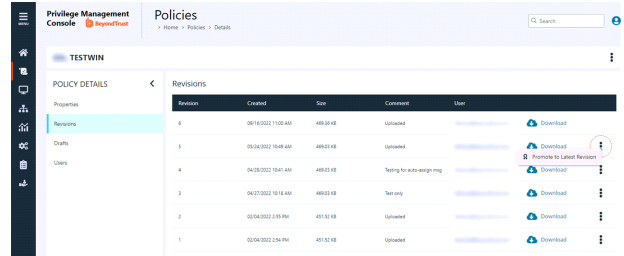 MENU
Privilege Management
Console BeyondTrust
Policies
> Home > Policies > Details
Search
TESTWIN
POLICY DETAILS
Properties
Revisions
Drafts
Users
Revisions
Revision Created Size Comment User
6 09/16/2022 11:00 AM 469.36 KB Uploaded Download
5 05/24/2022 10:48 AM 469.03 KB Uploaded Download
Promote to Latest Revision
4 04/28/2022 10:41 AM 469.03 KB Testing for auto-assign msg Download
3 04/27/2022 10:18 AM 469.03 KB Test only Download
2 02/04/2022 2:55 PM 451.52 KB Uploaded Download
1 02/04/2022 2:54 PM 451.52 KB Uploaded Download